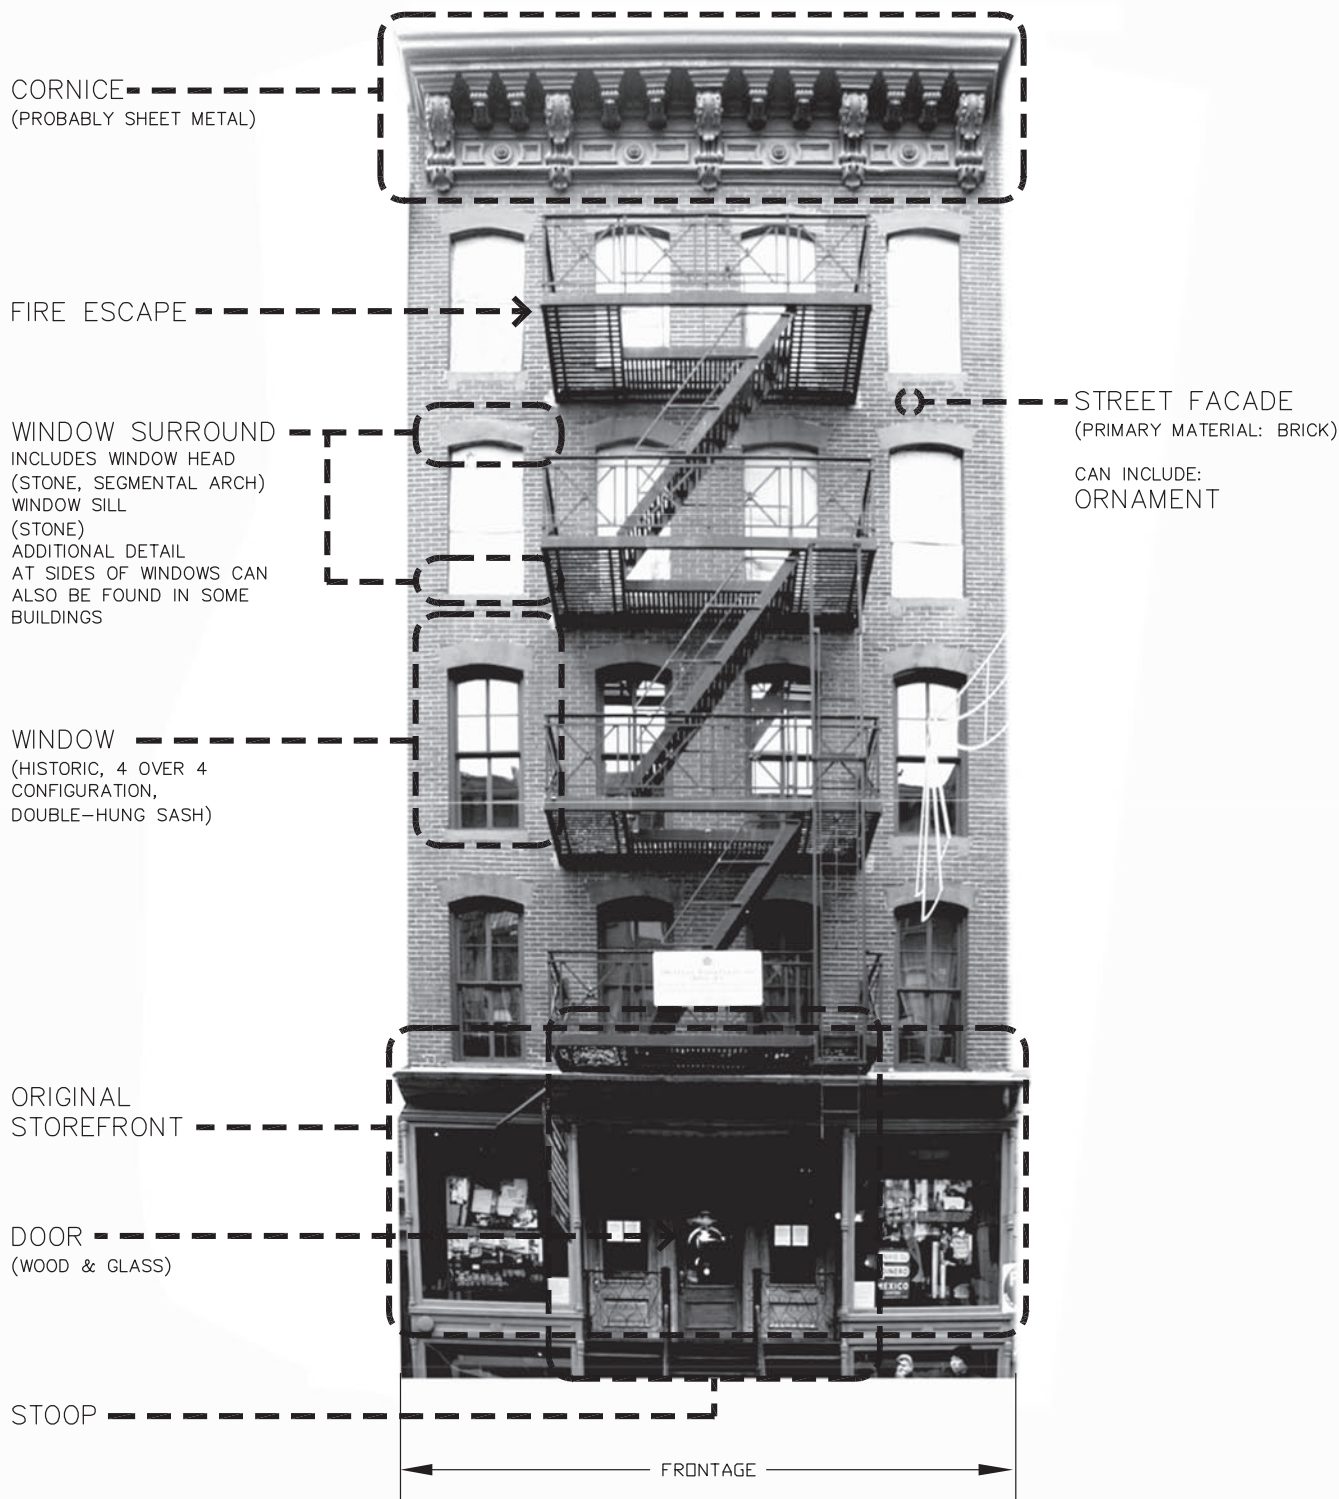 CORNICE
(PROBABLY SHEET METAL)
FIRE ESCAPE
WINDOW SURROUND
INCLUDES WINDOW HEAD
(STONE, SEGMENTAL ARCH)
WINDOW SILL
(STONE)
ADDITIONAL DETAIL
AT SIDES OF WINDOWS CAN
ALSO BE FOUND IN SOME
BUILDINGS
STREET FACADE
(PRIMARY MATERIAL: BRICK)
CAN INCLUDE:
ORNAMENT
WINDOW
(HISTORIC, 4 OVER 4
CONFIGURATION,
DOUBLE-HUNG SASH)
ORIGINAL
STOREFRONT
DOOR
(WOOD & GLASS)
DINERO
MEXICO
STOOP
FRONTAGE